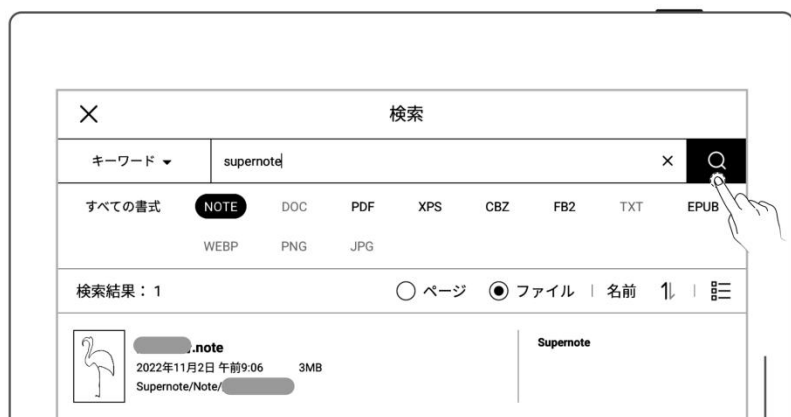 検索
キーワード supernote
すべての書式 NOTE DOC PDF XPS CBZ FB2 TXT EPUB
WEBP PNG JPG
検索結果：1 ページ ファイル 名前
.note Supernote
2022年11月2日 午前9:06 3MB
Supernote/Note/